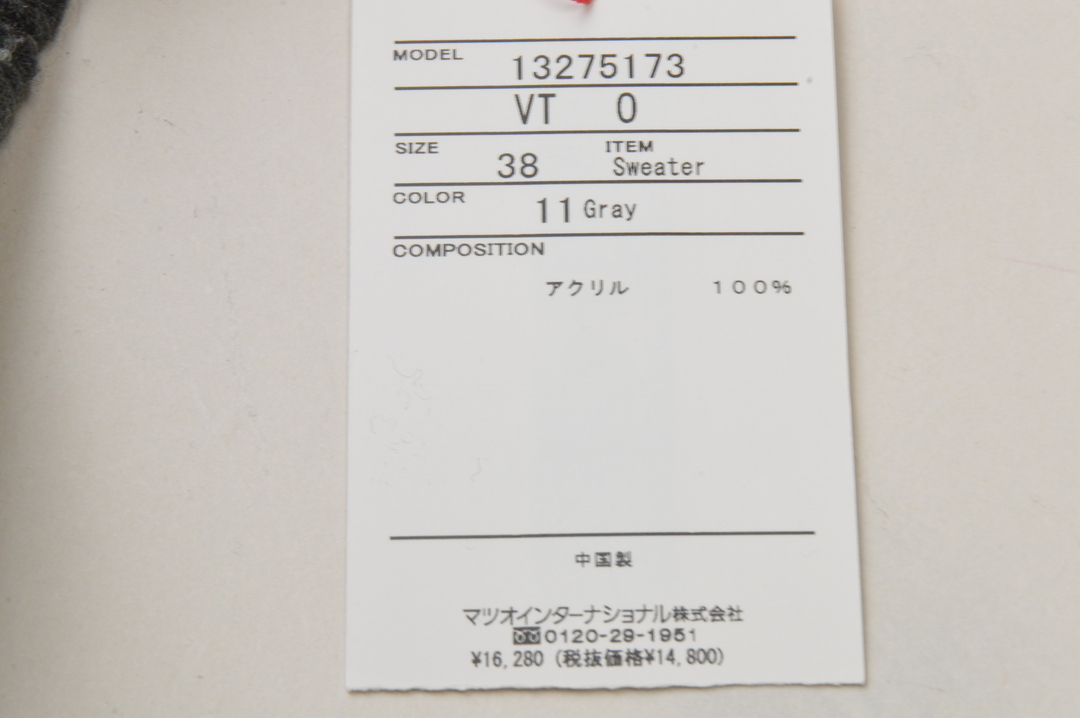 MODEL 13275173
VT 0
SIZE 38 ITEM Sweater
COLOR 11 Gray
COMPOSITION
アクリル 100%
中国製
マツオインターナショナル株式会社
0120-29-1951
¥16,280 (税抜価格¥14,800)